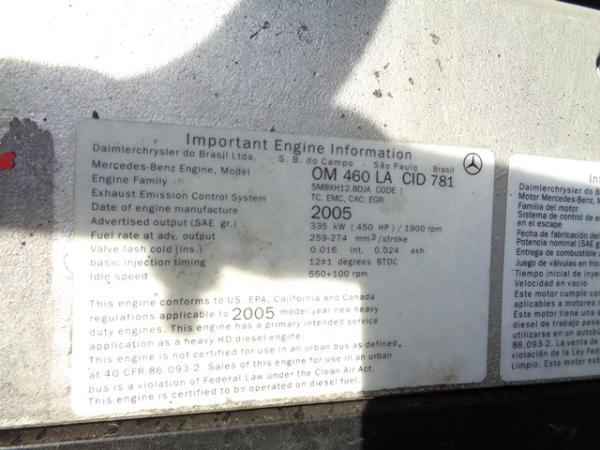 Important Engine Information
Daimlerchrysler do Brasil Ltda. S. B. do Campo - São Paulo Brasil
Mercedes-Benz Engine, Model OM 460 LA CID 781
Engine Family 5MBXH12.8DJA CODE I
Exhaust Emission Control System TC, EMC, CAC; EGR
Date of engine manufacture 2005
Advertised output (SAE gr.) 335 kW (450 HP) / 1900 rpm
Fuel rate at adv. output 259-274 mm³/stroke
Valve lash cold (ins.) 0.016 int. 0.024 exh
basic injection timing 12±1 degrees BTDC
Idle speed 550+100 rpm
This engine conforms to US. EPA, California and Canada
regulations applicable to 2005 model year new heavy
duty engines. This engine has a primary intended service
application as a heavy HD diesel engine.
This engine is not certified for use in an urban bus as defined.
at 40 CFR 86.093-2. Sales of this engine for use in an urban
bus is a violation of Federal Law under the Clean Air Act.
This engine is certified to be operated on diesel fuel.
Daimlerchrysler do
Motor Mercedes-Benz, M
Familia del motor
Sistema de control de
en el escape
Fecha de fabricación del
Potencia nominal (SAE
Entrega de combustible a
Juego de válvulas en frio
Tiempo inicial de inye
Velocidad en vacio
Este motor cumple con
aplicables a motores
Este motor tiene una a
diesel de trabajo pesa
utilizarse en un autobú
86.093-2. La venta de
violación de la Ley Fede
Limpio. Este motor est